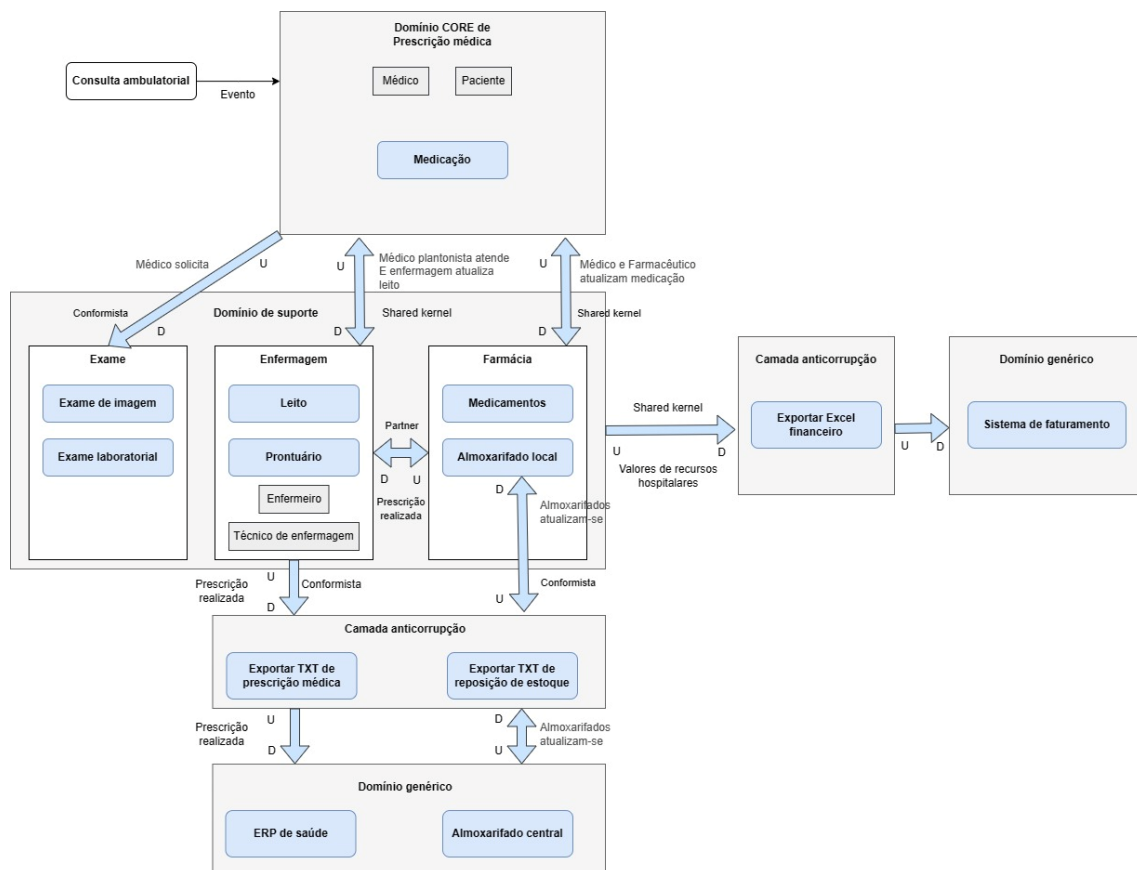 Domínio CORE de
Prescrição médica
Médico
Paciente
Consulta ambulatorial
Evento
Medicação
Médico solicita
U
U
Médico plantonista atende
E enfermagem atualiza
leito
U
Médico e Farmacêutico
atualizam medicação
Conformista
D
Domínio de suporte
D
Shared kernel
D
Shared kernel
Exame
Exame de imagem
Exame laboratorial
Enfermagem
Leito
Prontuário
Enfermeiro
Técnico de enfermagem
Partner
D
U
Prescrição
realizada
Farmácia
Medicamentos
Almoxarifado local
D
Almoxarifados
atualizam-se
Shared kernel
U
D
Valores de recursos
hospitalares
Camada anticorrupção
Exportar Excel
financeiro
U
D
Domínio genérico
Sistema de faturamento
Prescrição
realizada
U
D
Conformista
Conformista
U
Camada anticorrupção
Exportar TXT de
prescrição médica
Exportar TXT de
reposição de estoque
Prescrição
realizada
U
D
D
U
Almoxarifados
atualizam-se
Domínio genérico
ERP de saúde
Almoxarifado central